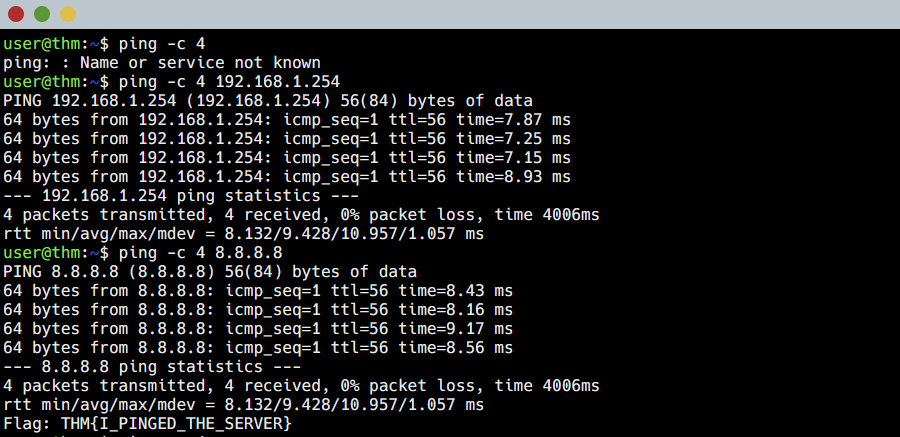 user@thm:~$ ping -c 4
ping: : Name or service not known
user@thm:~$ ping -c 4 192.168.1.254
PING 192.168.1.254 (192.168.1.254) 56(84) bytes of data
64 bytes from 192.168.1.254: icmp_seq=1 ttl=56 time=7.87 ms
64 bytes from 192.168.1.254: icmp_seq=1 ttl=56 time=7.25 ms
64 bytes from 192.168.1.254: icmp_seq=1 ttl=56 time=7.15 ms
64 bytes from 192.168.1.254: icmp_seq=1 ttl=56 time=8.93 ms
--- 192.168.1.254 ping statistics ---
4 packets transmitted, 4 received, 0% packet loss, time 4006ms
rtt min/avg/max/mdev = 8.132/9.428/10.957/1.057 ms
user@thm:~$ ping -c 4 8.8.8.8
PING 8.8.8.8 (8.8.8.8) 56(84) bytes of data
64 bytes from 8.8.8.8: icmp_seq=1 ttl=56 time=8.43 ms
64 bytes from 8.8.8.8: icmp_seq=1 ttl=56 time=8.16 ms
64 bytes from 8.8.8.8: icmp_seq=1 ttl=56 time=9.17 ms
64 bytes from 8.8.8.8: icmp_seq=1 ttl=56 time=8.56 ms
--- 8.8.8.8 ping statistics ---
4 packets transmitted, 4 received, 0% packet loss, time 4006ms
rtt min/avg/max/mdev = 8.132/9.428/10.957/1.057 ms
Flag: THM{I_PINGED_THE_SERVER}